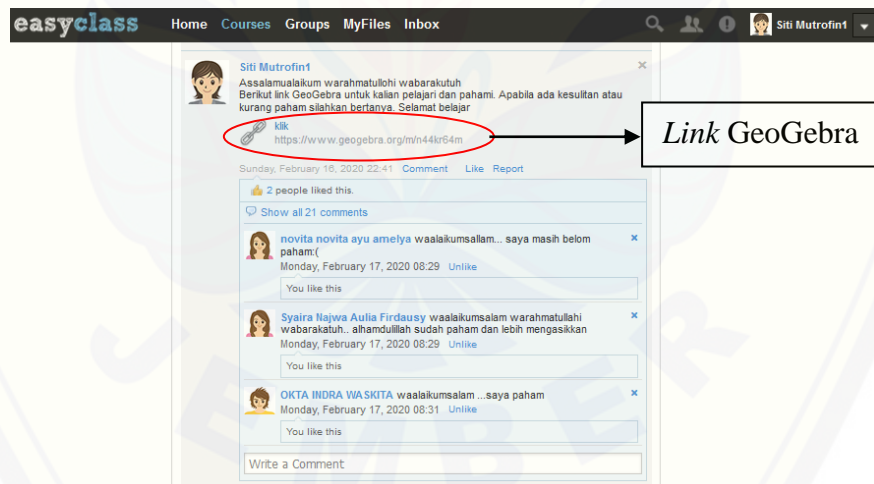 easyclass Home Courses Groups MyFiles Inbox Siti Mutrofin1
Siti Mutrofin1
Assalamualaikum warahmatullohi wabarakutuh
Berikut link GeoGebra untuk kalian pelajari dan pahami. Apabila ada kesulitan atau
kurang paham silahkan bertanya. Selamat belajar
klik
https://www.geogebra.org/m/n44kr64m
Link GeoGebra
Sunday, February 16, 2020 22:41 Comment Like Report
2 people liked this.
Show all 21 comments
novita novita ayu amelya waalaikumsallam... saya masih belom
paham:(
Monday, February 17, 2020 08:29 Unlike
You like this
Syaira Najwa Aulia Firdausy waalaikumsalam warahmatullahi
wabarakatuh.. alhamdulillah sudah paham dan lebih mengasikkan
Monday, February 17, 2020 08:29 Unlike
You like this
OKTA INDRA WASKITA waalaikumsalam ...saya paham
Monday, February 17, 2020 08:31 Unlike
You like this
Write a Comment
JEMBER